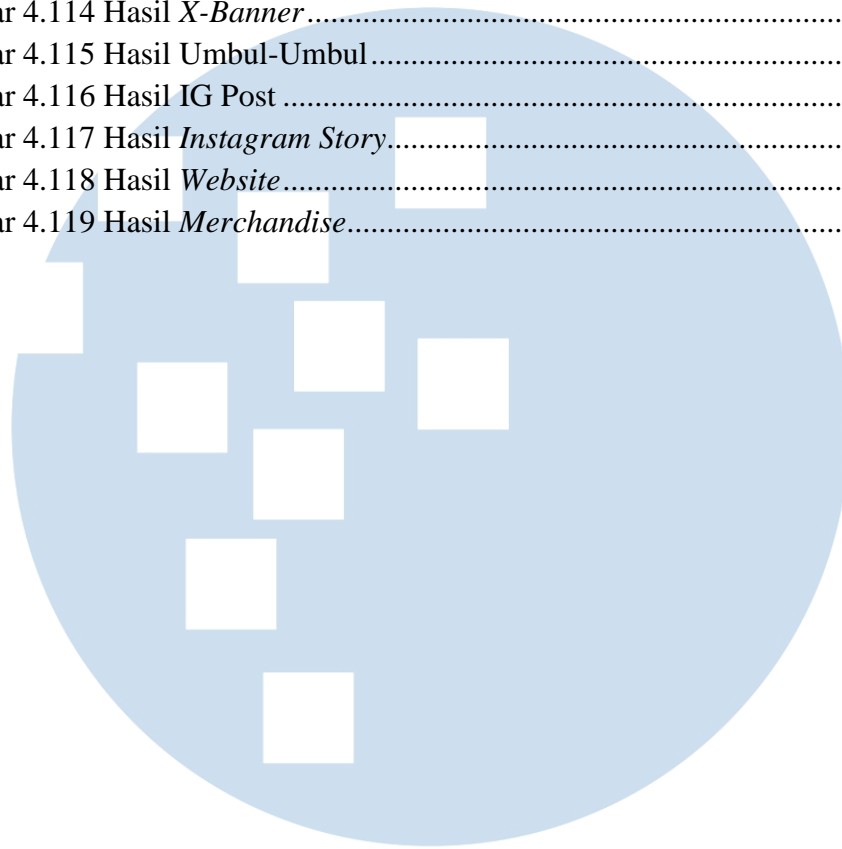 ar 4.114 Hasil X-Banner................................................................
ar 4.115 Hasil Umbul-Umbul........................................................
ar 4.116 Hasil IG Post ...................................................................
ar 4.117 Hasil Instagram Story......................................................
ar 4.118 Hasil Website...................................................................
ar 4.119 Hasil Merchandise...........................................................